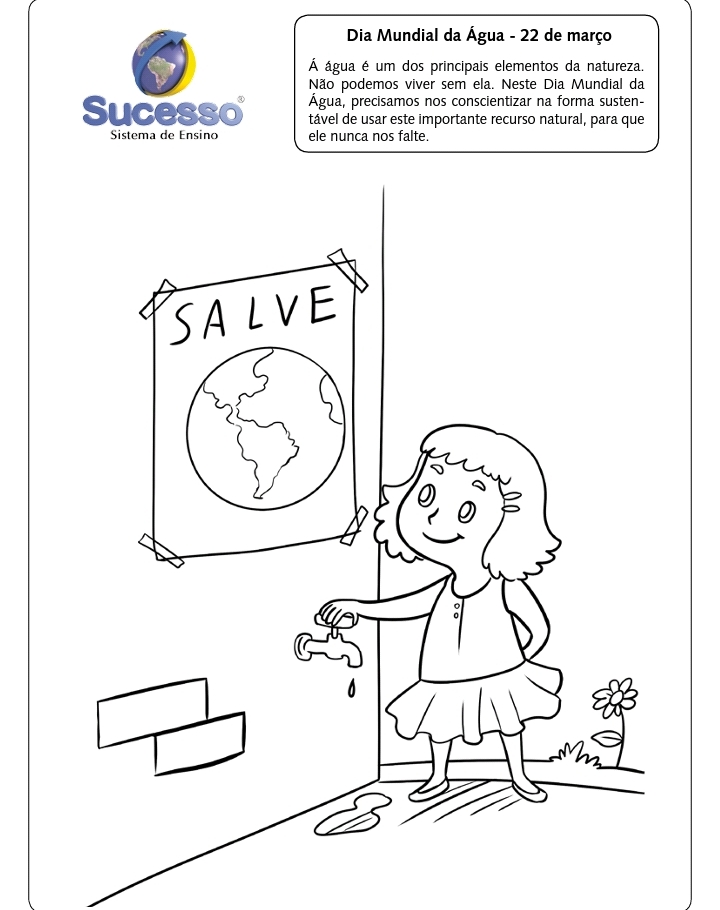 Sucesso®
Sistema de Ensino
Dia Mundial da Água - 22 de março
Á água é um dos principais elementos da natureza.
Não podemos viver sem ela. Neste Dia Mundial da
Água, precisamos nos conscientizar na forma susten-
tável de usar este importante recurso natural, para que
ele nunca nos falte.
SALVE